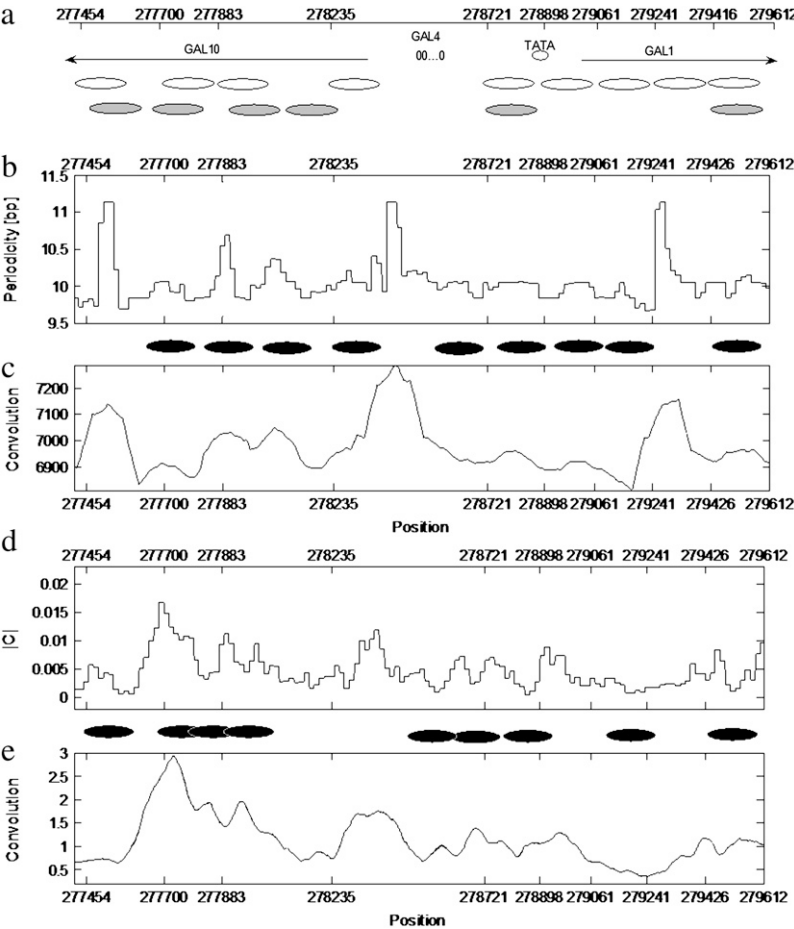 a
277454 277700 277883 278235 278721 278898 279061 279241 279416 279612
GAL4
GAL10 00...0 TATA GAL1
b
277454 277700 277883 278235 278721 278898 279061 279241 279426 279612
11.5
11
10.5
10
9.5
Periodicity [bp]
c
7200
7100
7000
6900
Convolution
277454 277700 277883 278235 278721 278898 279061 279241 279426 279612
Position
d
277454 277700 277883 278235 278721 278898 279061 279241 279426 279612
0.02
0.015
0.01
0.005
0
|C|
e
3
2.5
2
1.5
1
0.5
Convolution
277454 277700 277883 278235 278721 278898 279061 279241 279426 279612
Position